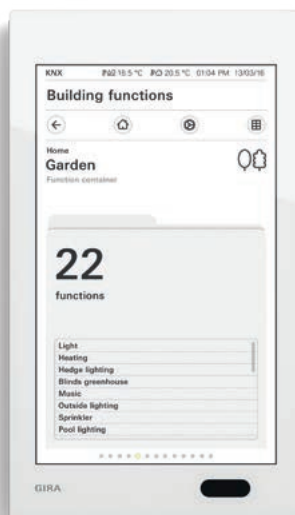 KNX 16.5 °C 20.5 °C 01:04 PM 13/03/16
Building functions
Home
Garden
Function container
22
functions
Light
Heating
Hedge lighting
Blinds greenhouse
Music
Outside lighting
Sprinkler
Pool lighting
GIRA